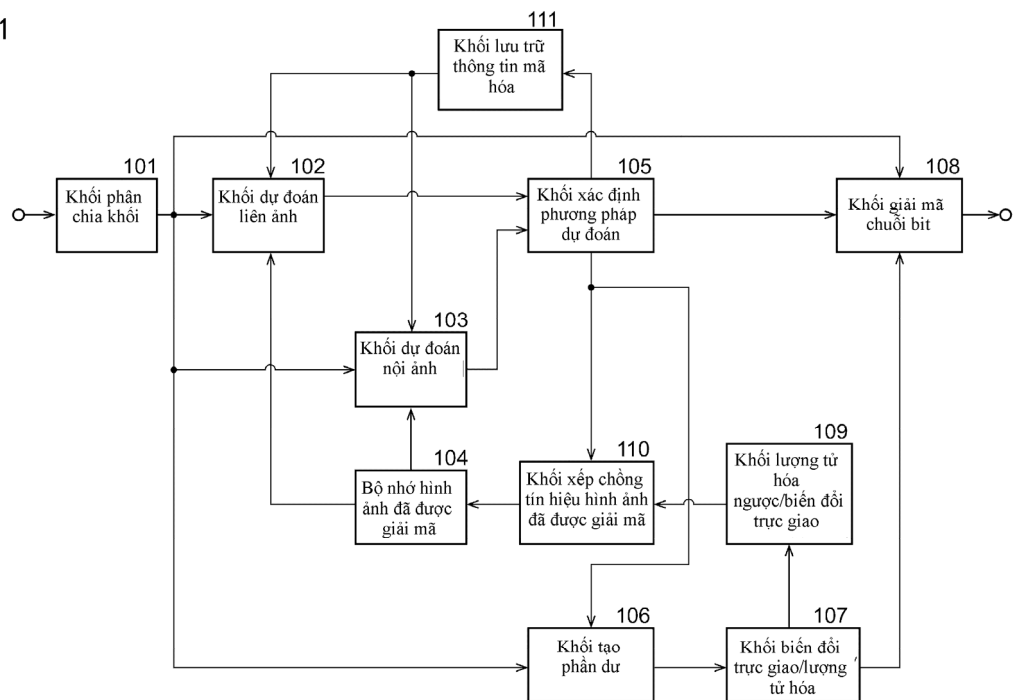 1
111
Khối lưu trữ
thông tin mã
hóa
101
Khối phân
chia khối
102
Khối dự đoán
liên ảnh
105
Khối xác định
phương pháp
dự đoán
108
Khối giải mã
chuỗi bit
103
Khối dự đoán
nội ảnh
104
Bộ nhớ hình
ảnh đã được
giải mã
110
Khối xếp chồng
tín hiệu hình ảnh
đã được giải mã
109
Khối lượng tử
hóa
ngược/biến đổi
trực giao
106
Khối tạo
phần dư
107
Khối biến đổi
trực giao/lượng
tử hóa